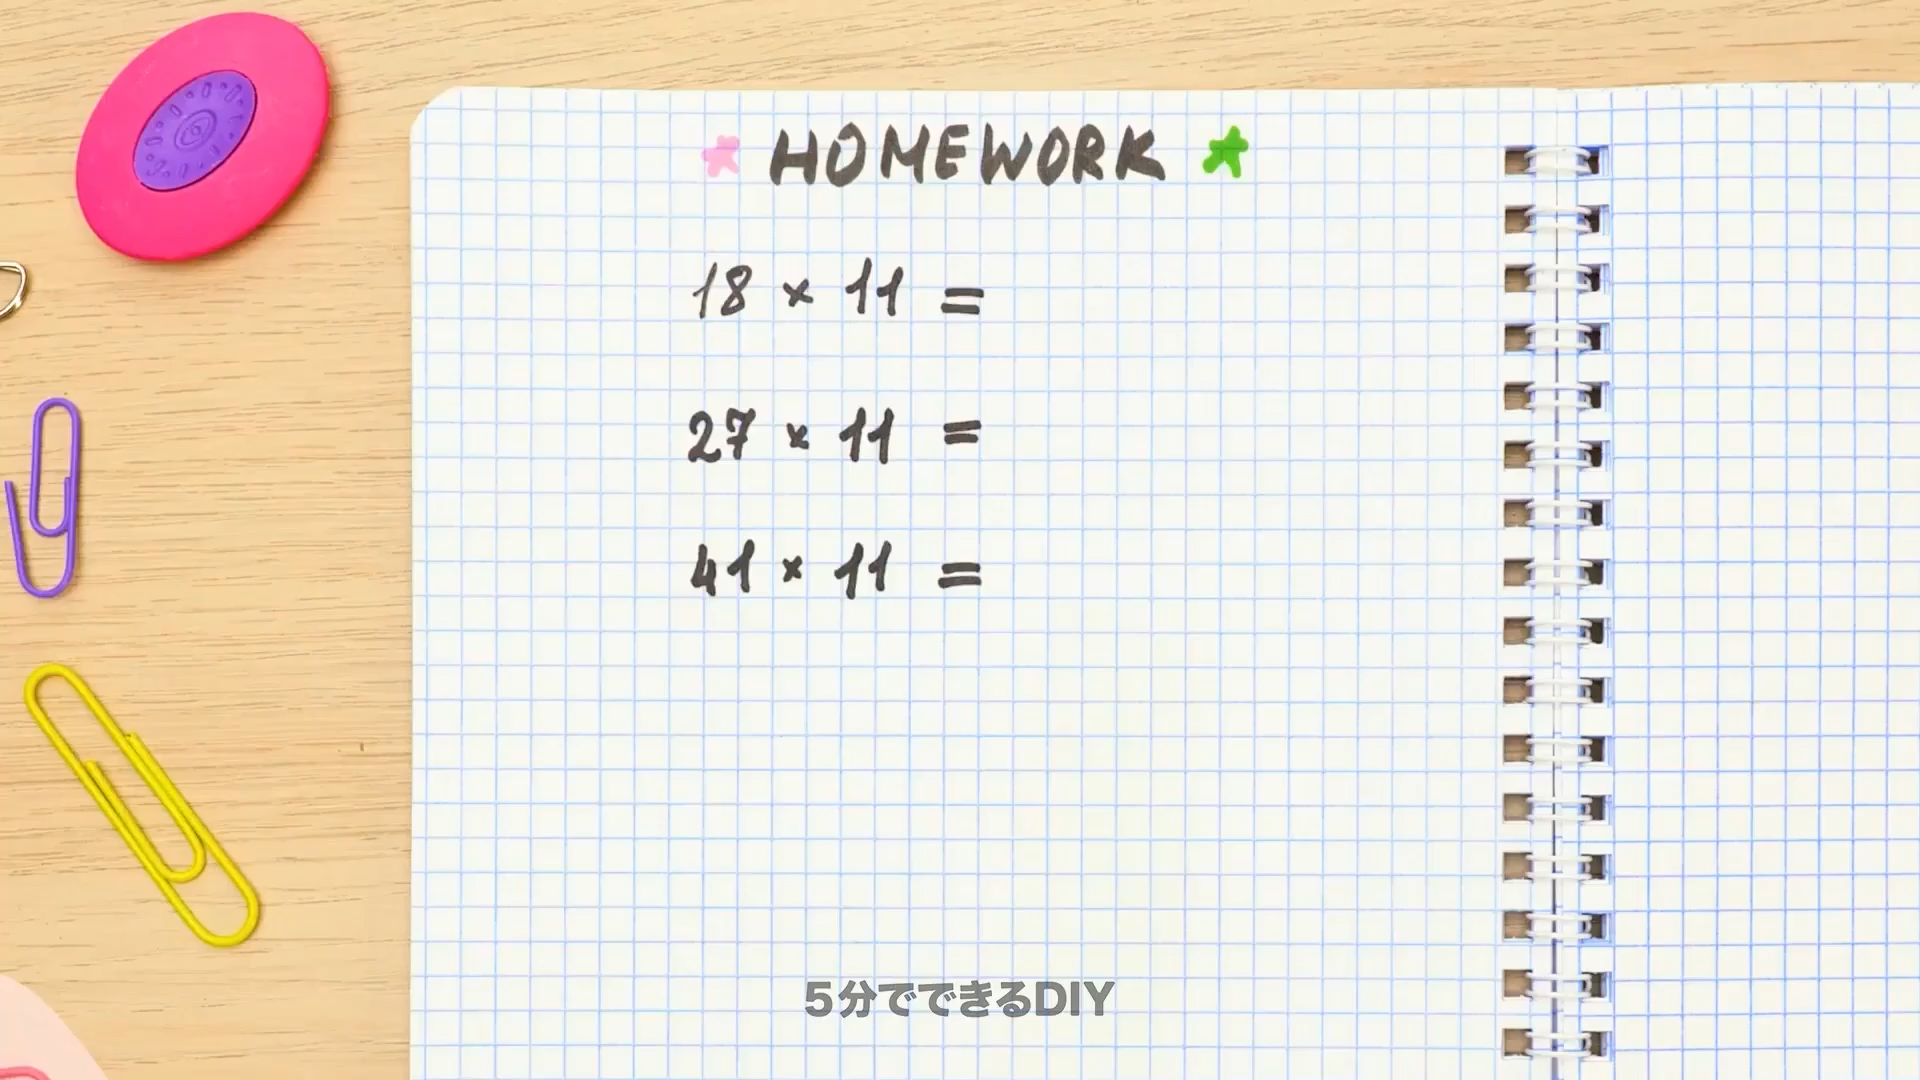 HOMEWORK
18 × 11 =
27 × 11 =
41 × 11 =
5分でできるDIY